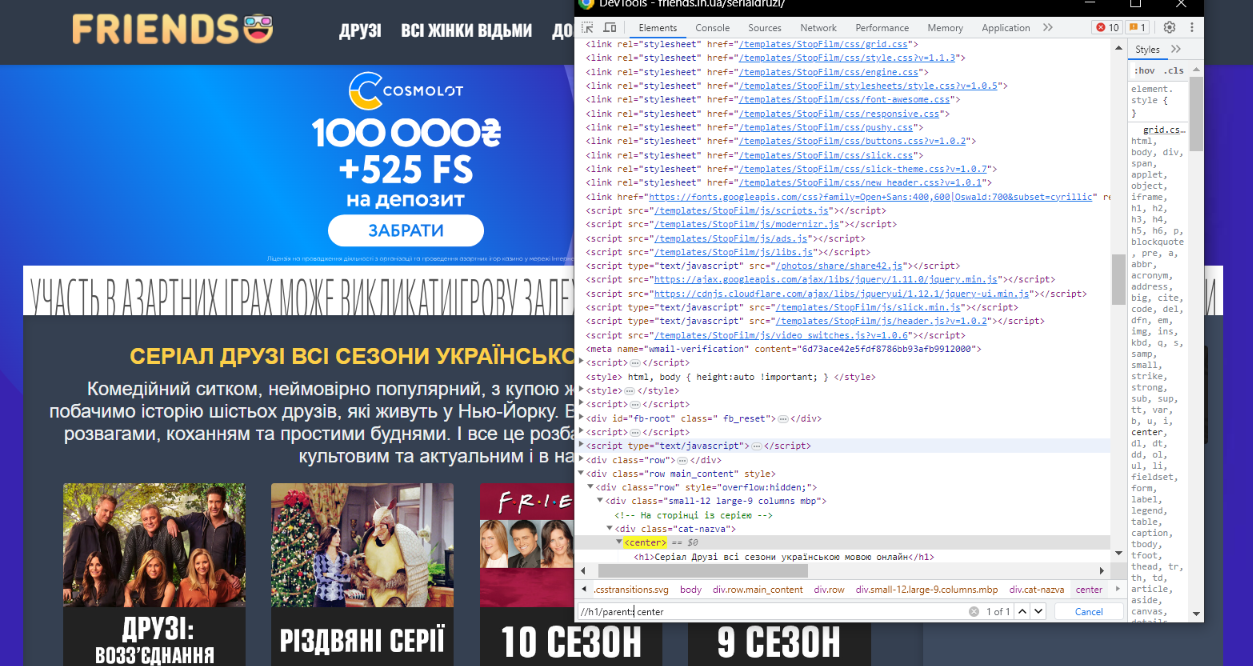 FRIENDS
ДРУЗІ ВСІ ЖІНКИ ВІДЬМИ ДО
COSMOLOT
100 000₴
+525 FS
на депозит
ЗАБРАТИ
УЧАСТЬ В АЗАРТНИХ ІГРАХ МОЖЕ ВИКЛИКАТИ ІГРОВУ
СЕРІАЛ ДРУЗІ ВСІ СЕЗОНИ УКРАЇНСЬКО
Комедійний ситком, неймовірно популярний, з купою
побачимо історію шістьох друзів, які живуть у Нью-Йорку.
розвагами, коханням та простими буднями. І все це
культовим та актуальним і в
ДРУЗІ:
ВОЗЗ'ЄДНАННЯ
РІЗДВЯНІ СЕРІЇ
FRIE
10 СЕЗОН
9 СЕЗОН
DevTools - friends.in.ua/serialdruzi/
Elements Console Sources Network Performance Memory Application » 10 1
<link rel="stylesheet" href="/templates/StopFilm/css/grid.css">
<link rel="stylesheet" href="/templates/StopFilm/css/style.css?v=1.1.3">
<link rel="stylesheet" href="/templates/StopFilm/css/engine.css">
<link rel="stylesheet" href="/templates/StopFilm/stylesheets/style.css?v=1.0.5">
<link rel="stylesheet" href="/templates/StopFilm/css/font-awesome.css">
<link rel="stylesheet" href="/templates/StopFilm/css/responsive.css">
<link rel="stylesheet" href="/templates/StopFilm/css/pushy.css">
<link rel="stylesheet" href="/templates/StopFilm/css/buttons.css?v=1.0.2">
<link rel="stylesheet" href="/templates/StopFilm/css/slick.css">
<link rel="stylesheet" href="/templates/StopFilm/css/slick-theme.css?v=1.0.7">
<link rel="stylesheet" href="/templates/StopFilm/css/new_header.css?v=1.0.1">
<link href="https://fonts.googleapis.com/css?family=Open+Sans:400,600|Oswald:700&subset=cyrillic" re
<script src="/templates/StopFilm/js/scripts.js"></script>
<script src="/templates/StopFilm/js/modernizr.js"></script>
<script src="/templates/StopFilm/js/ads.js"></script>
<script src="/templates/StopFilm/js/libs.js"></script>
<script type="text/javascript" src="/photos/share/share42.js"></script>
<script src="https://ajax.googleapis.com/ajax/libs/jquery/1.11.0/jquery.min.js"></script>
<script src="https://cdnjs.cloudflare.com/ajax/libs/jqueryui/1.12.1/jquery-ui.min.js"></script>
<script type="text/javascript" src="/templates/StopFilm/js/slick.min.js"></script>
<script type="text/javascript" src="/templates/StopFilm/js/header.js?v=1.0.2"></script>
<script src="/templates/StopFilm/js/video_switches.js?v=1.0.6"></script>
<meta name="wmail-verification" content="6d73ace42e5fdf8786bb93afb9912000">
<script>…</script>
<style> html, body { height:auto !important; } </style>
<style>…</style>
<script>…</script>
<div id="fb-root" class=" fb_reset">…</div>
<script>…</script>
<script type="text/javascript">…</script>
<div class="row">…</div>
<div class="row main_content" style>
<div class="row" style="overflow:hidden;">
<div class="small-12 large-9 columns mbp">
<!-- На сторінці із серією -->
<div class="cat-nazva">
<center> == $0
<h1>Серіал Друзі всі сезони українською мовою онлайн</h1>
.csstransitions.svg body div.row.main_content div.row div.small-12.large-9.columns.mbp div.cat-nazva center
//h1/parent:: center 1 of 1 Cancel
Styles »
:hov .cls
element.
style {
}
grid.cs…
html,
body, div,
span,
applet,
object,
iframe,
h1, h2,
h3, h4,
h5, h6, p,
blockquote
, pre, a,
abbr,
acronym,
address,
big, cite,
code, del,
dfn, em,
img, ins,
kbd, q, s,
samp,
small,
strike,
strong,
sub, sup,
tt, var,
b, u, i,
center,
dl, dt,
dd, ol,
ul, li,
fieldset,
form,
label,
legend,
table,
caption,
tbody,
tfoot,
thead, tr,
th, td,
article,
aside,
canvas,
details